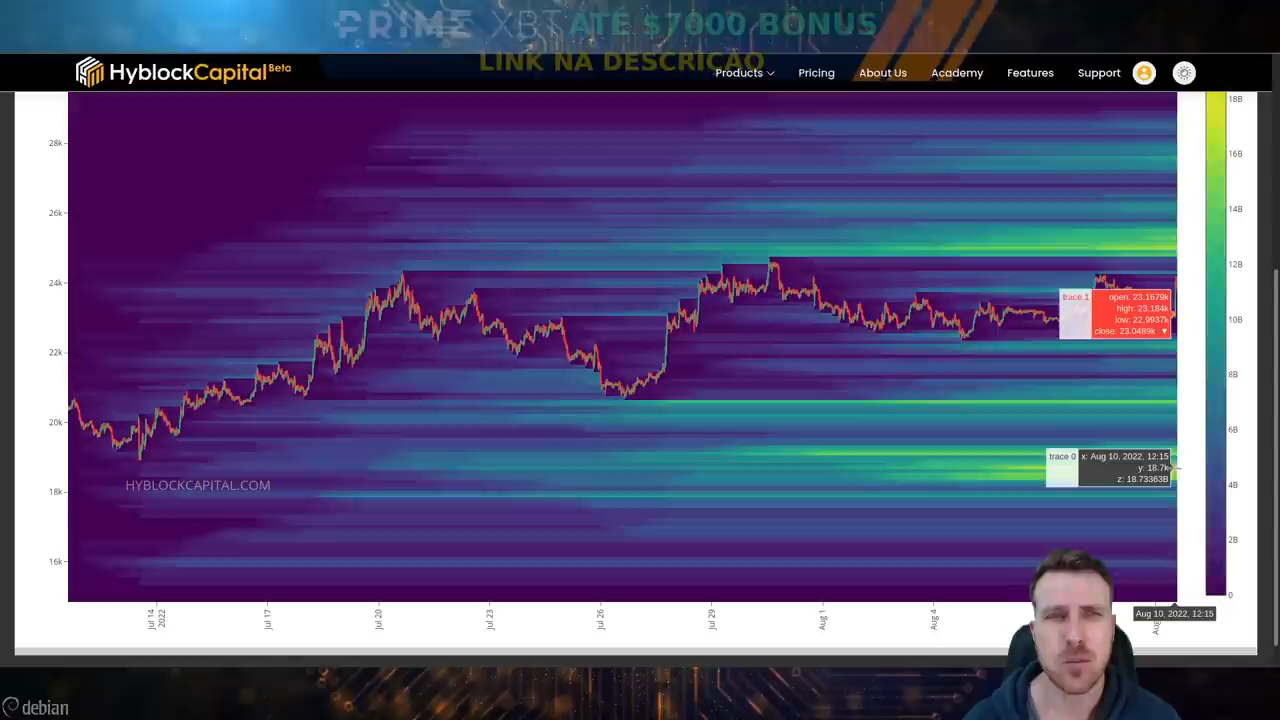 PRIME XBT ATÉ $7000 BÔNUS
LINK NA DESCRIÇÃO
HyblockCapital Beta
Products Pricing About Us Academy Features Support
18B
28k
16B
26k
14B
24k
12B
trace 1
open: 23.1679k
high: 23.184k
low: 22.9937k
close: 23.0489k ▼
10B
22k
8B
20k
6B
trace 0
x: Aug 10, 2022, 12:15
y: 18.7k
z: 18.73363B
HYBLOCKCAPITAL.COM
18k
4B
2B
16k
0
Jul 14
2022
Jul 17
Jul 20
Jul 23
Jul 26
Jul 29
Aug 1
Aug 4
Aug 10, 2022, 12:15
debian